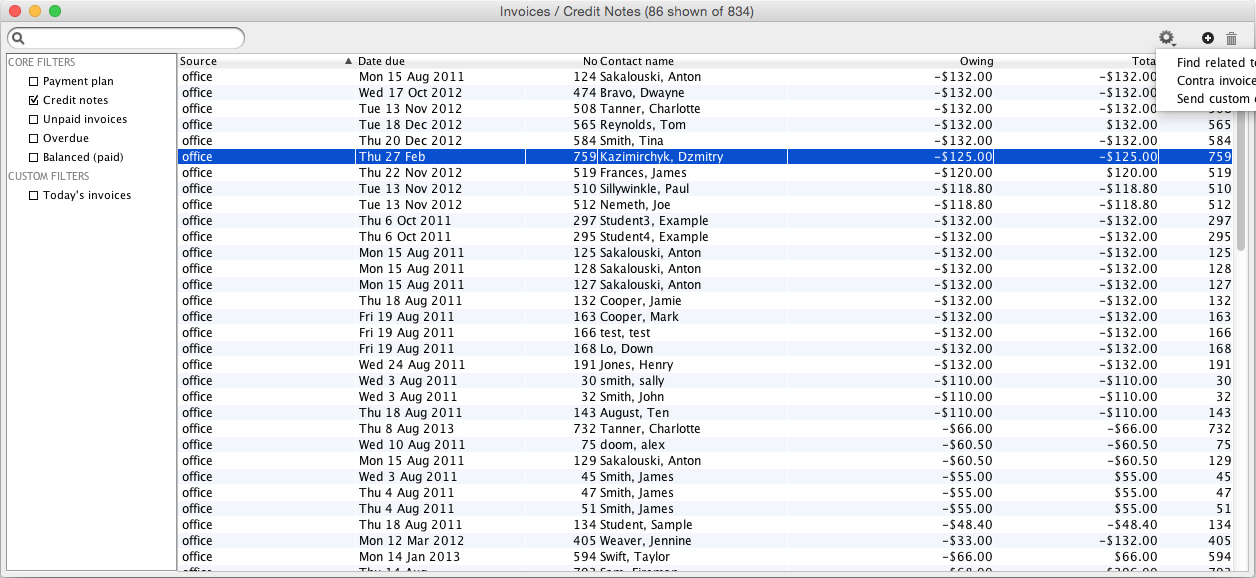 Invoices / Credit Notes (86 shown of 834)
Find related t
Contra invoice
Send custom
CORE FILTERS
Payment plan
Credit notes
Unpaid invoices
Overdue
Balanced (paid)
CUSTOM FILTERS
Today's invoices
Source Date due No Contact name Owing Tota
office Mon 15 Aug 2011 124 Sakalouski, Anton -$132.00 -$132.00
office Wed 17 Oct 2012 474 Bravo, Dwayne -$132.00 -$132.00
office Tue 13 Nov 2012 508 Tanner, Charlotte -$132.00 -$132.00
office Tue 18 Dec 2012 565 Reynolds, Tom -$132.00 $132.00 565
office Thu 20 Dec 2012 584 Smith, Tina -$132.00 -$132.00 584
office Thu 27 Feb 759 Kazimirchyk, Dzmitry -$125.00 -$125.00 759
office Thu 22 Nov 2012 519 Frances, James -$120.00 $120.00 519
office Tue 13 Nov 2012 510 Sillywinkle, Paul -$118.80 -$118.80 510
office Tue 13 Nov 2012 512 Nemeth, Joe -$118.80 -$118.80 512
office Thu 6 Oct 2011 297 Student3, Example -$132.00 -$132.00 297
office Thu 6 Oct 2011 295 Student4, Example -$132.00 -$132.00 295
office Mon 15 Aug 2011 125 Sakalouski, Anton -$132.00 -$132.00 125
office Mon 15 Aug 2011 128 Sakalouski, Anton -$132.00 -$132.00 128
office Mon 15 Aug 2011 127 Sakalouski, Anton -$132.00 -$132.00 127
office Thu 18 Aug 2011 132 Cooper, Jamie -$132.00 -$132.00 132
office Fri 19 Aug 2011 163 Cooper, Mark -$132.00 -$132.00 163
office Fri 19 Aug 2011 166 test, test -$132.00 -$132.00 166
office Fri 19 Aug 2011 168 Lo, Down -$132.00 -$132.00 168
office Wed 24 Aug 2011 191 Jones, Henry -$132.00 -$132.00 191
office Wed 3 Aug 2011 30 smith, sally -$110.00 -$110.00 30
office Wed 3 Aug 2011 32 Smith, John -$110.00 -$110.00 32
office Thu 18 Aug 2011 143 August, Ten -$110.00 -$110.00 143
office Thu 8 Aug 2013 732 Tanner, Charlotte -$66.00 -$66.00 732
office Wed 10 Aug 2011 75 doom, alex -$60.50 -$60.50 75
office Mon 15 Aug 2011 129 Sakalouski, Anton -$60.50 -$60.50 129
office Wed 3 Aug 2011 45 Smith, James -$55.00 $55.00 45
office Thu 4 Aug 2011 47 Smith, James -$55.00 $55.00 47
office Thu 4 Aug 2011 51 Smith, James -$55.00 $55.00 51
office Thu 18 Aug 2011 134 Student, Sample -$48.40 -$48.40 134
office Mon 12 Mar 2012 405 Weaver, Jennine -$33.00 -$132.00 405
office Mon 14 Jan 2013 594 Swift, Taylor -$66.00 $66.00 594